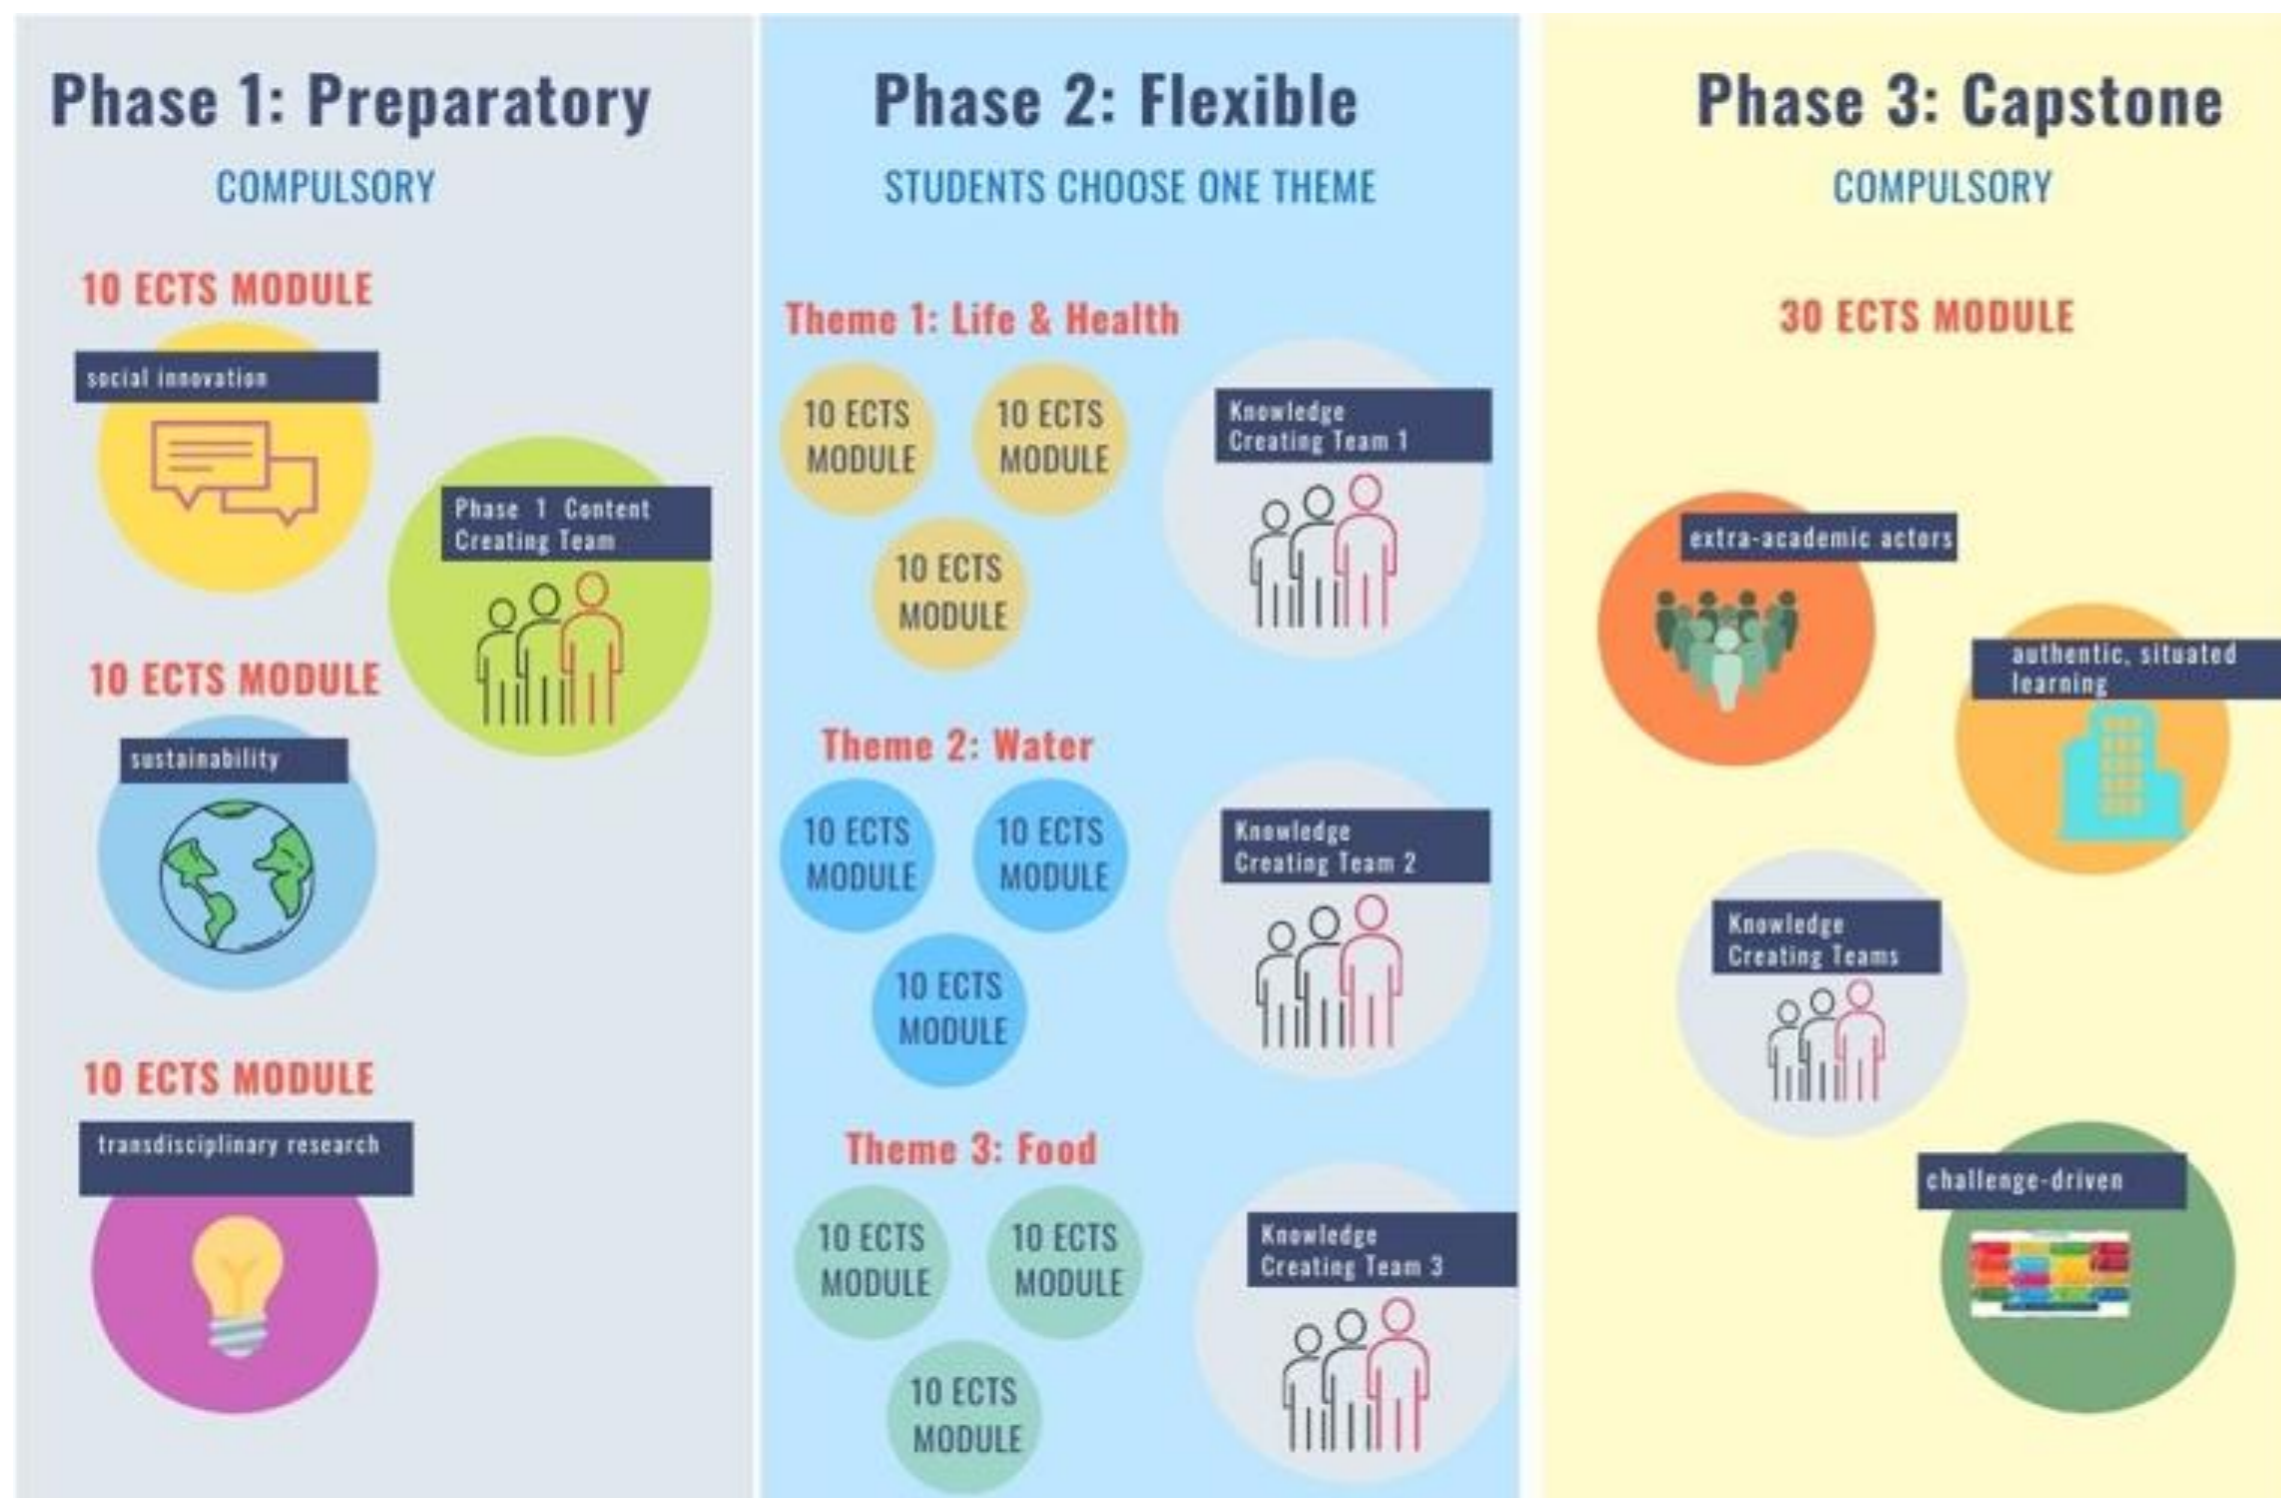 Phase 1: Preparatory
COMPULSORY
10 ECTS MODULE
social innovation
Phase 1 Content
Creating Team
10 ECTS MODULE
sustainability
10 ECTS MODULE
transdisciplinary research
Phase 2: Flexible
STUDENTS CHOOSE ONE THEME
Theme 1: Life & Health
10 ECTS
MODULE
10 ECTS
MODULE
10 ECTS
MODULE
Knowledge
Creating Team 1
Theme 2: Water
10 ECTS
MODULE
10 ECTS
MODULE
10 ECTS
MODULE
Knowledge
Creating Team 2
Theme 3: Food
10 ECTS
MODULE
10 ECTS
MODULE
10 ECTS
MODULE
Knowledge
Creating Team 3
Phase 3: Capstone
COMPULSORY
30 ECTS MODULE
extra-academic actors
authentic, situated
learning
Knowledge
Creating Teams
challenge-driven